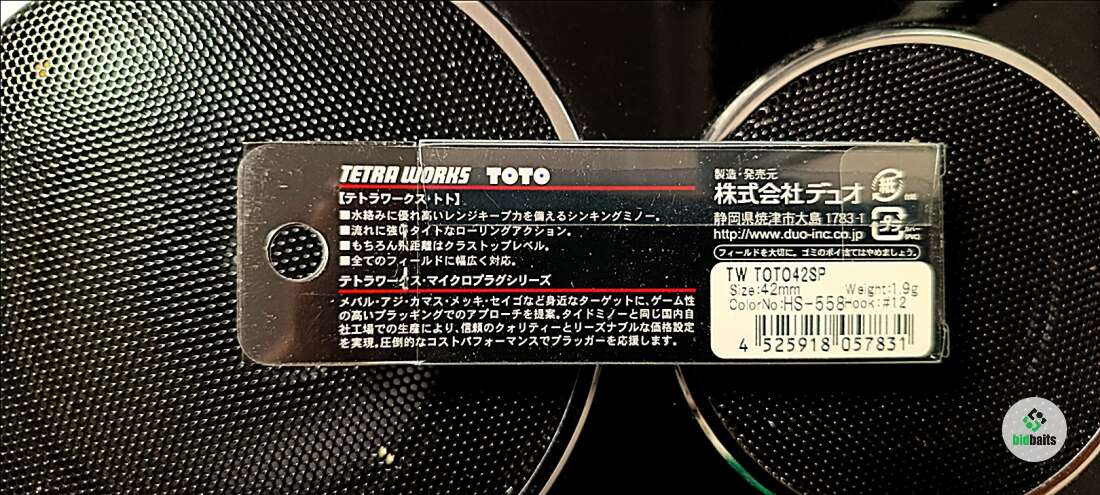 TETRA WORKS TOTO
【テトラワークス・トト】
■水絡みに優れ高いレンジキープ力を備えるシンキングミノー。
■流れに強いタイトなローリングアクション。
■もちろん飛距離はクラストップレベル。
■全てのフィールドに幅広く対応。
テトラワークス・マイクロプラグシリーズ
メバル・アジ・カマス・メッキ・セイゴなど身近なターゲットに、ゲーム性
の高いプラッギングでのアプローチを提案。タイドミノーと同じ国内自
社工場での生産により、信頼のクォリティーとリーズナブルな価格設定
を実現。圧倒的なコストパフォーマンスでプラッガーを応援します。
製造・発売元
株式会社デュオ
静岡県焼津市大島 1783-1
http://www.duo-inc.co.jp
紙
台紙
プラ
カバー
(PVC)
フィールドを大切に。ゴミのポイ捨てはやめましょう。
TW TOTO42SP
Size:42mm Weight:1.9g
ColorNo:HS-558-ook:#12
4 525918 057831
bidbaits